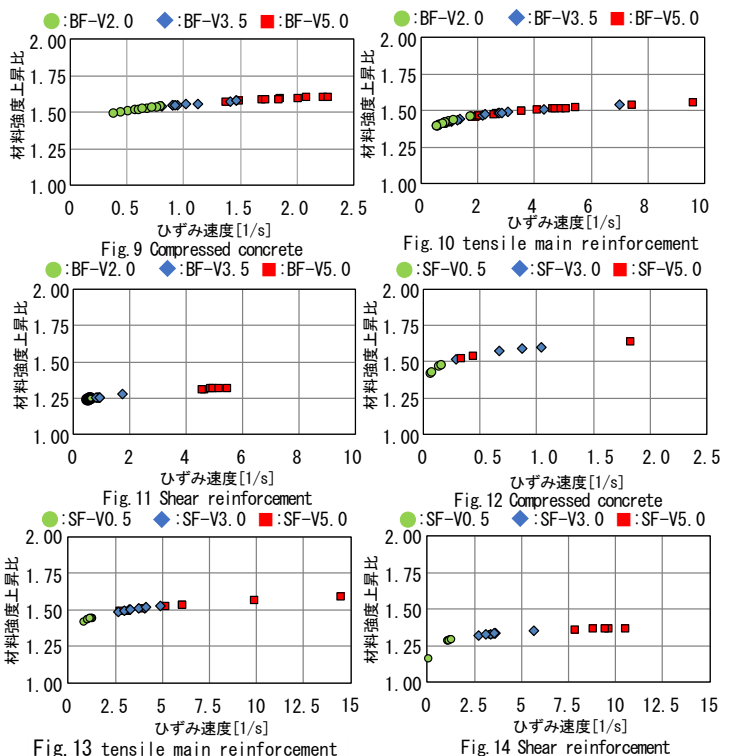 :BF-V2.0 :BF-V3.5 :BF-V5.0
2.00
1.75
1.50
1.25
1.00
材料強度上昇比
0 0.5 1.0 1.5 2.0 2.5
ひずみ速度[1/s]
Fig.9 Compressed concrete
:BF-V2.0 :BF-V3.5 :BF-V5.0
2.00
1.75
1.50
1.25
1.00
材料強度上昇比
0 2 4 6 8 10
ひずみ速度[1/s]
Fig.10 tensile main reinforcement
:BF-V2.0 :BF-V3.5 :BF-V5.0
2.00
1.75
1.50
1.25
1.00
材料強度上昇比
0 2 4 6 8 10
ひずみ速度[1/s]
Fig.11 Shear reinforcement
:SF-V0.5 :SF-V3.0 :SF-V5.0
2.00
1.75
1.50
1.25
1.00
材料強度上昇比
0 0.5 1.0 1.5 2.0 2.5
ひずみ速度[1/s]
Fig.12 Compressed concrete
:SF-V0.5 :SF-V3.0 :SF-V5.0
2.00
1.75
1.50
1.25
1.00
材料強度上昇比
0 2.5 5 7.5 10 12.5 15
ひずみ速度[1/s]
Fig.13 tensile main reinforcement
:SF-V0.5 :SF-V3.0 :SF-V5.0
2.00
1.75
1.50
1.25
1.00
材料強度上昇比
0 2.5 5 7.5 10 12.5 15
ひずみ速度[1/s]
Fig.14 Shear reinforcement